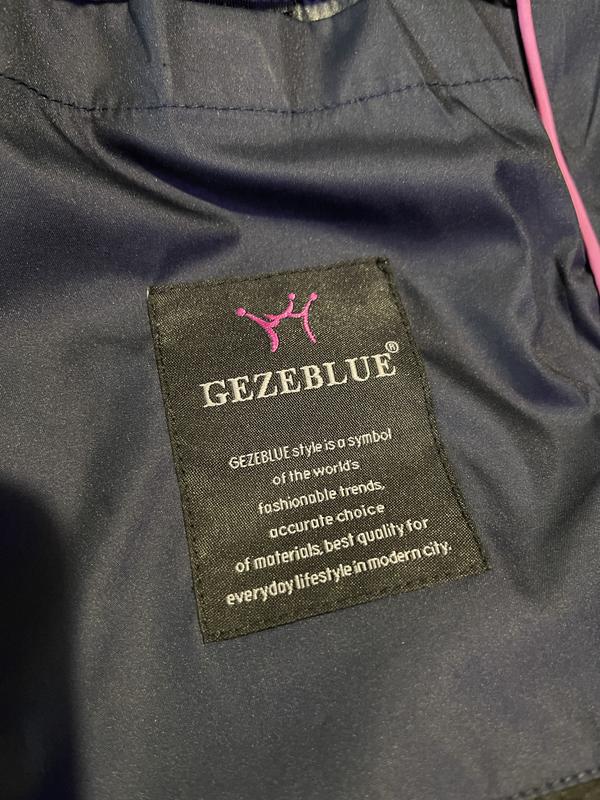 GEZEBLUE®
GEZEBLUE style is a symbol
of the world's
fashionable trends,
accurate choice
of materials, best quality for
everyday lifestyle in modern city.